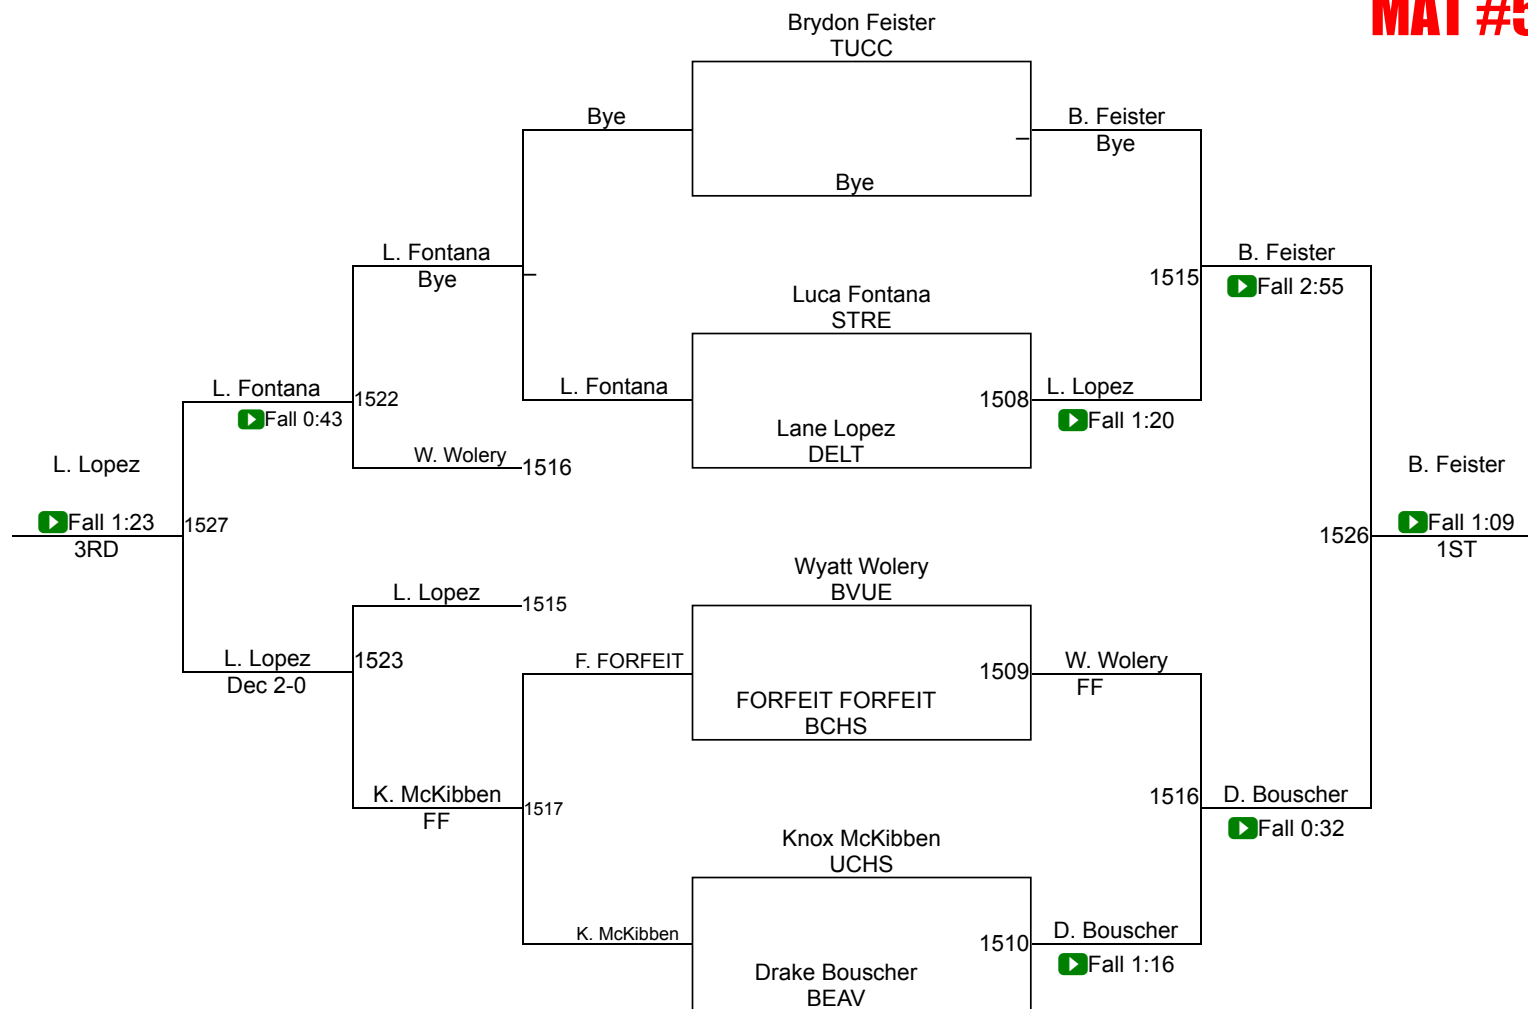 MAT #5
Brydon Feister
TUCC
Bye
B. Feister
Bye
Bye
L. Fontana
Bye
B. Feister
1515
Fall 2:55
Luca Fontana
STRE
L. Fontana
L. Fontana
1508
L. Lopez
1522
Fall 0:43
Fall 1:20
Lane Lopez
DELT
W. Wolery
1516
L. Lopez
B. Feister
Fall 1:23
1527
3RD
1526
Fall 1:09
1ST
Wyatt Wolery
BVUE
L. Lopez
1515
L. Lopez
1523
Dec 2-0
F. FORFEIT
1509
W. Wolery
FF
FORFEIT FORFEIT
BCHS
K. McKibben
FF
1517
1516
D. Bouscher
Fall 0:32
Knox McKibben
UCHS
K. McKibben
1510
D. Bouscher
Fall 1:16
Drake Bouscher
BEAV